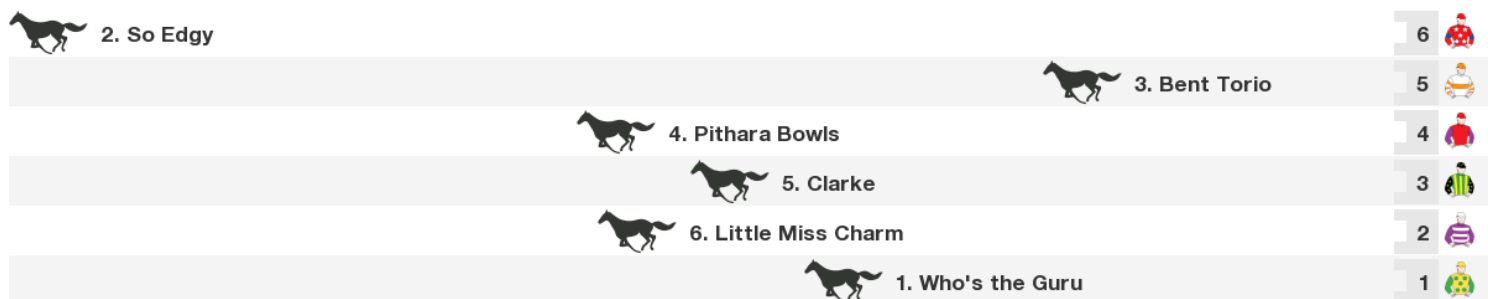 2. So Edgy 6
3. Bent Torio 5
4. Pithara Bowls 4
5. Clarke 3
6. Little Miss Charm 2
1. Who's the Guru 1